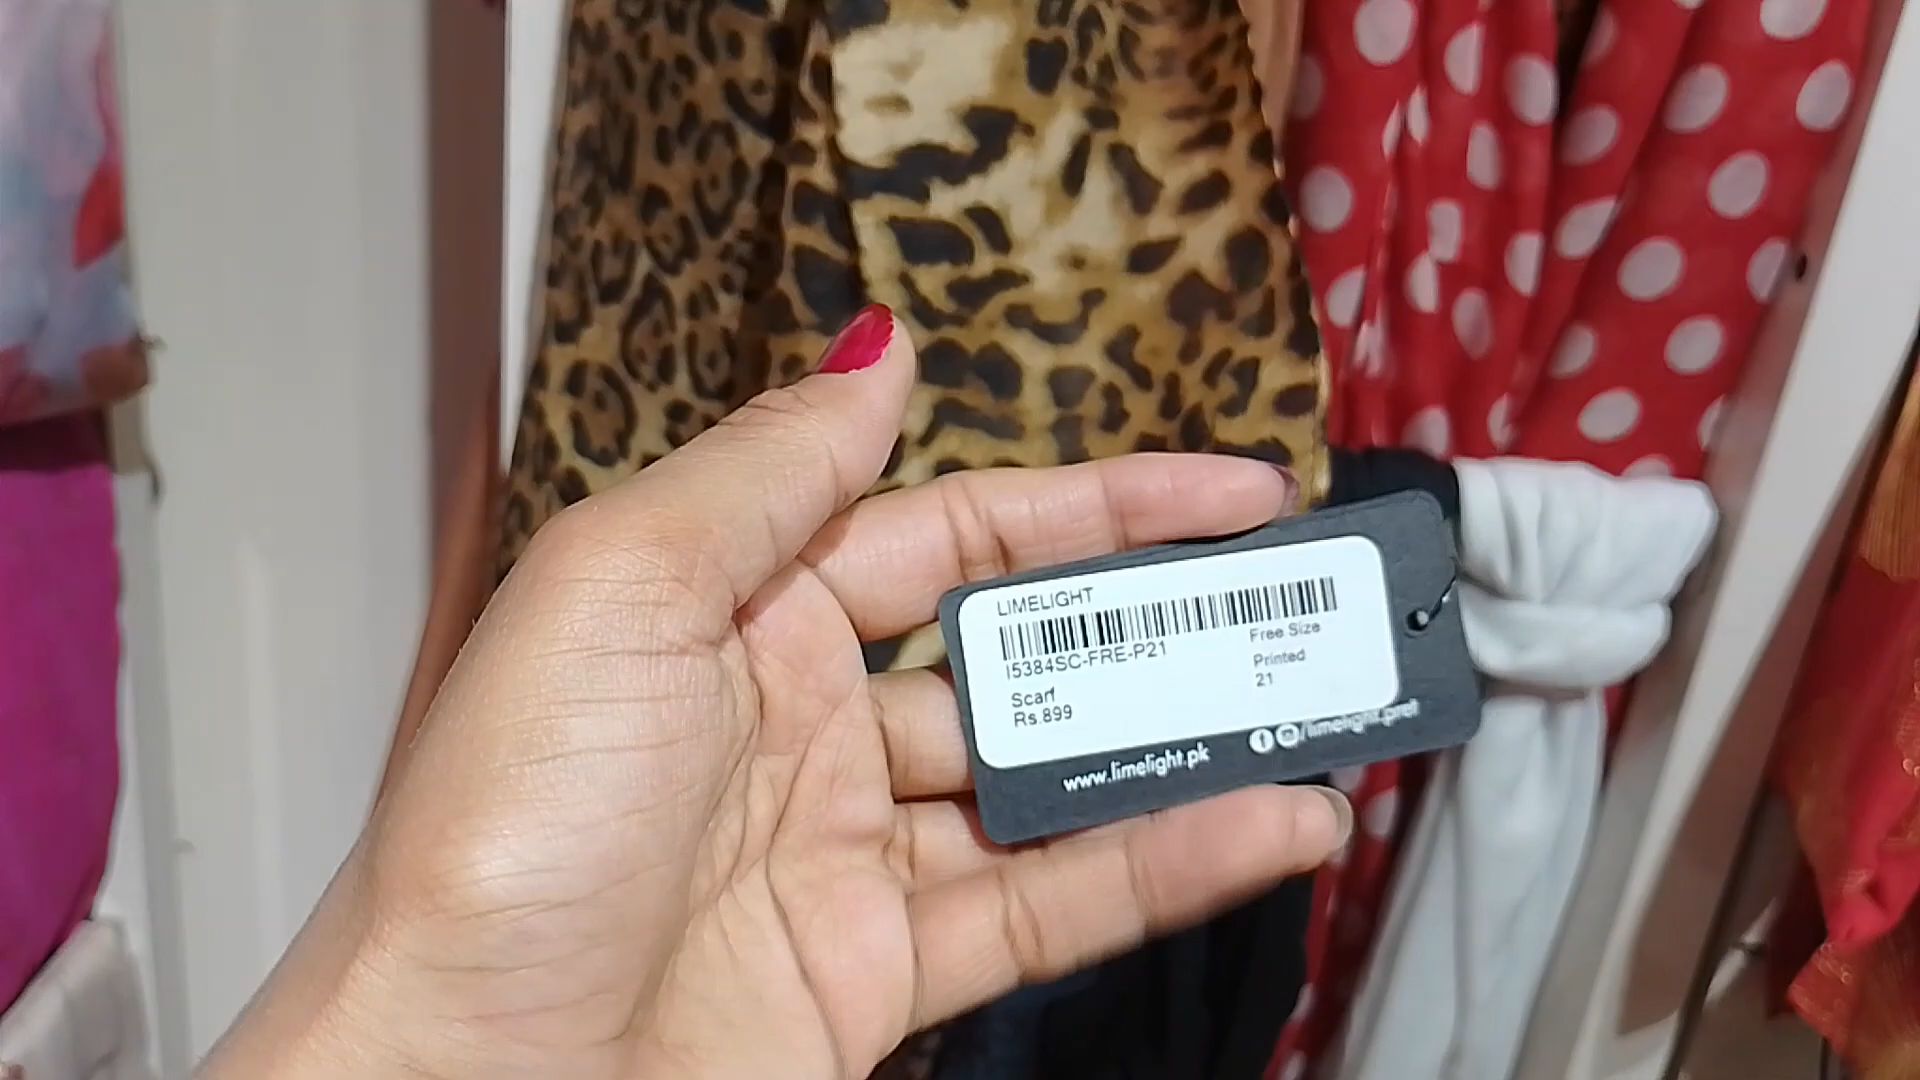 LIMELIGHT
I5384SC-FRE-P21
Free Size
Scarf
Printed
Rs.899
21
www.limelight.pk
/limelight.pret